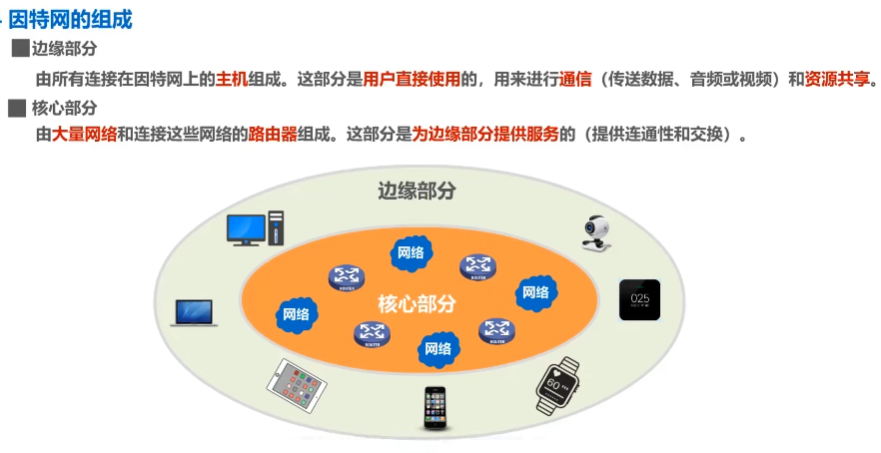 因特网的组成
边缘部分
由所有连接在因特网上的主机组成。这部分是用户直接使用的，用来进行通信（传送数据、音频或视频）和资源共享。
核心部分
由大量网络和连接这些网络的路由器组成。这部分是为边缘部分提供服务的（提供连通性和交换）。
边缘部分
网络
ROUTER
ROUTER
网络
025
核心部分
网络
ROUTER
ROUTER
网络
60